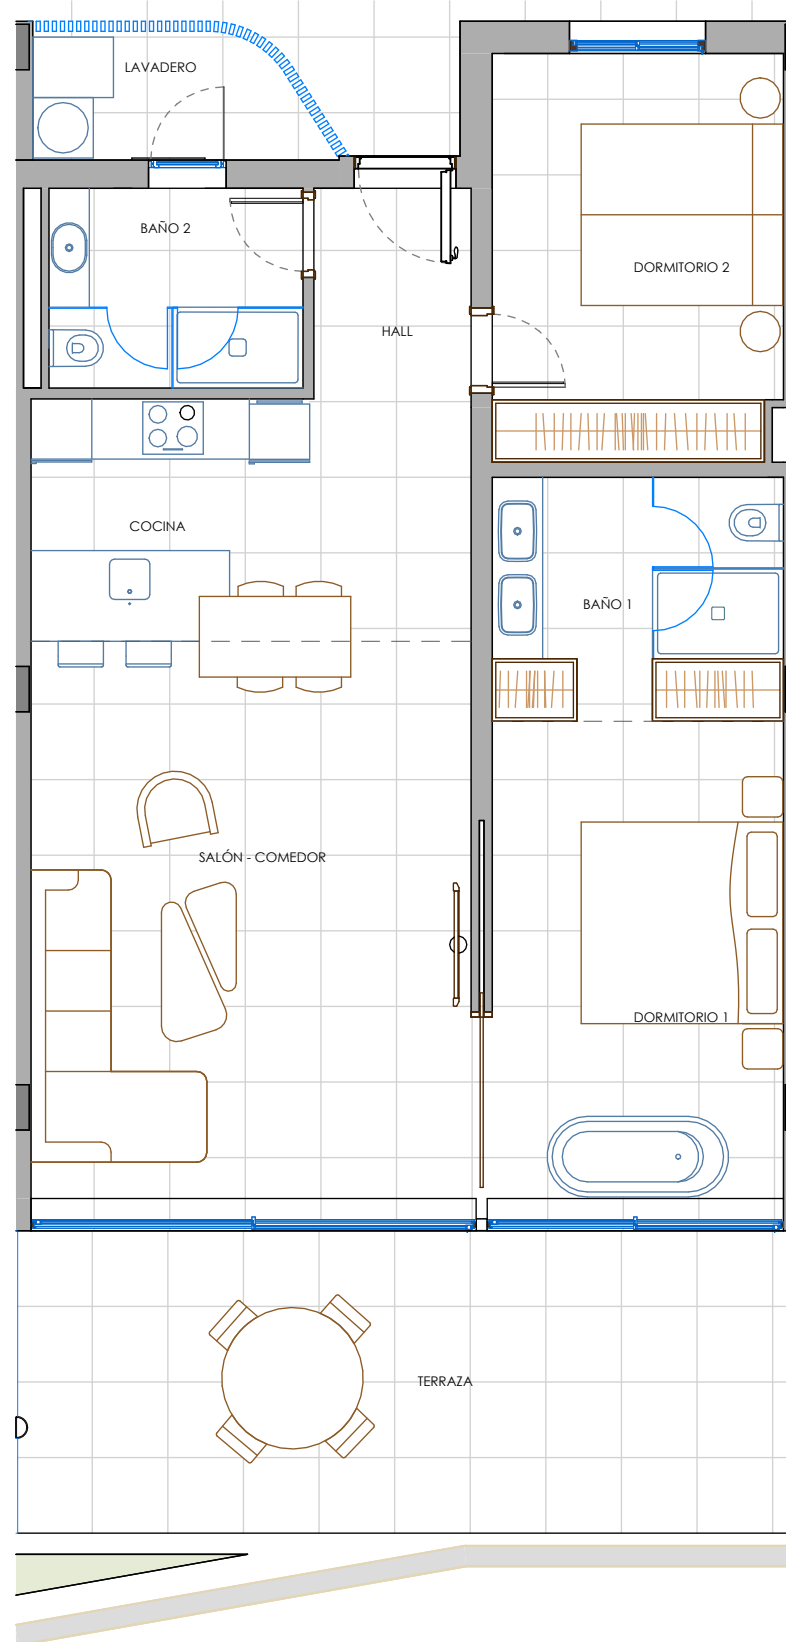 LAVADERO
BAÑO 2
DORMITORIO 2
HALL
COCINA
BAÑO 1
SALÓN - COMEDOR
DORMITORIO 1
TERRAZA